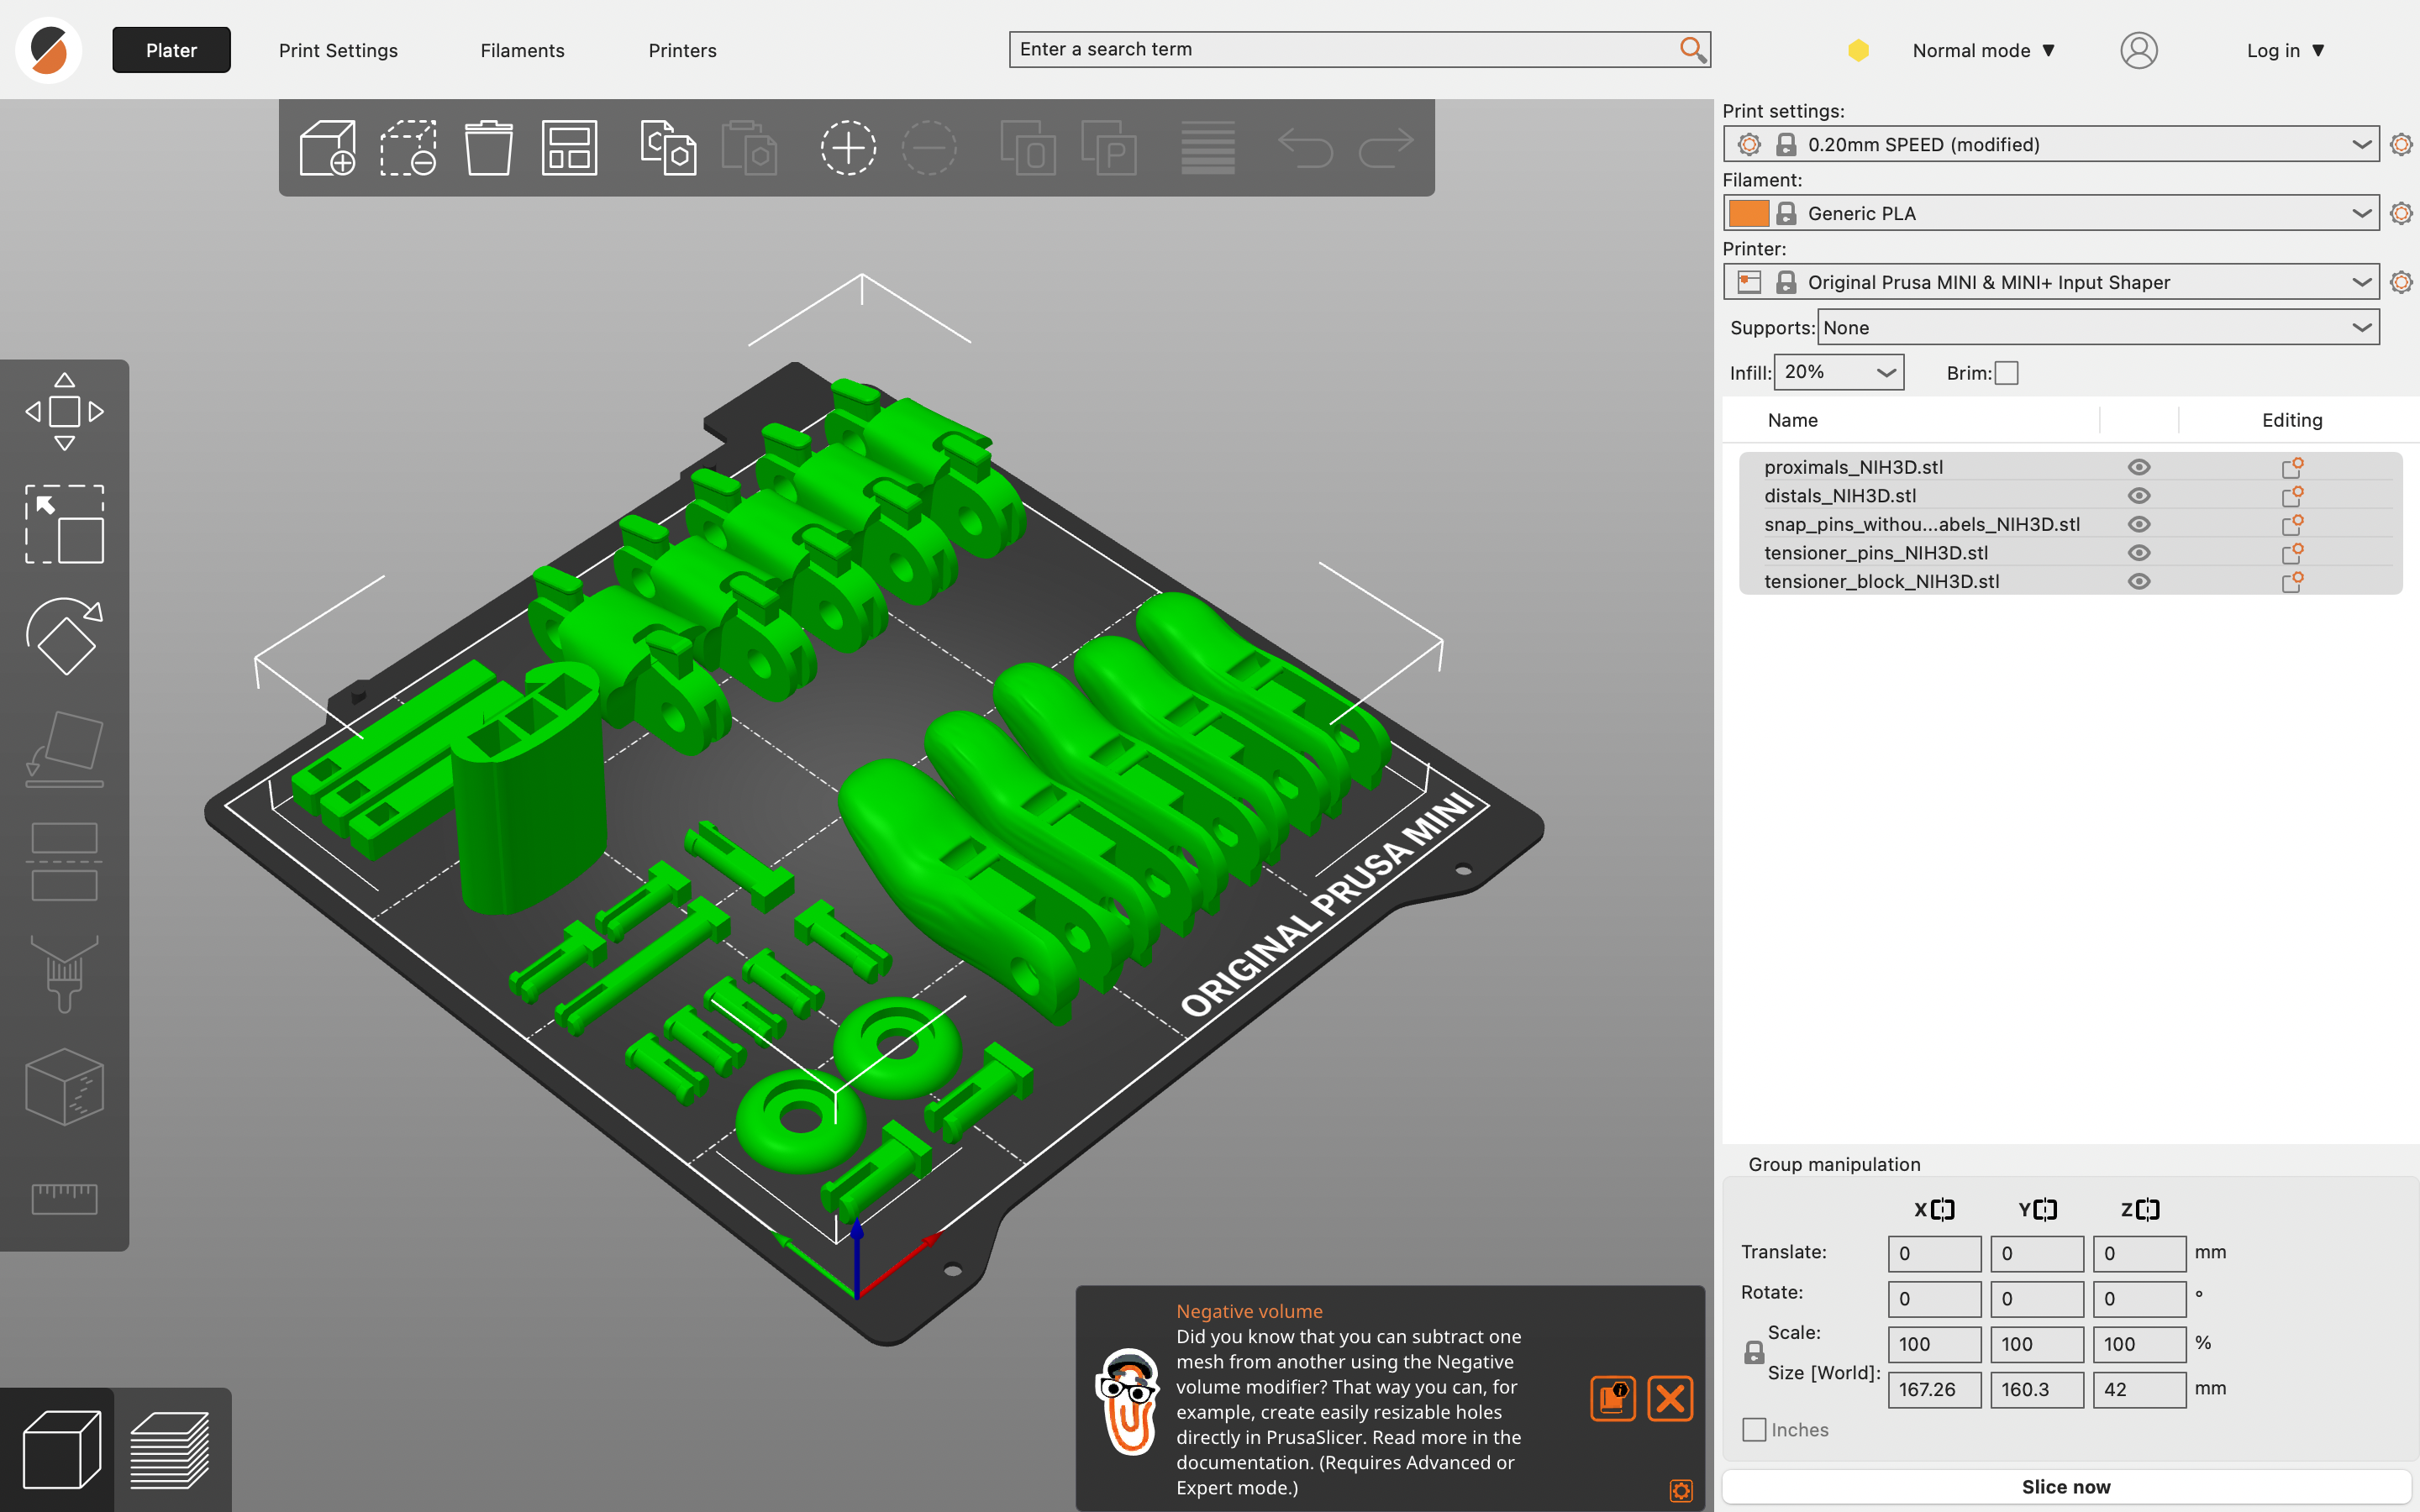 Plater
Print Settings
Filaments
Printers
Enter a search term
Normal mode
Log in
Print settings:
0.20mm SPEED (modified)
Filament:
Generic PLA
Printer:
Original Prusa MINI & MINI+ Input Shaper
Supports: None
Infill: 20% Brim:
Name Editing
proximals_NIH3D.stl
distals_NIH3D.stl
snap_pins_withou...abels_NIH3D.stl
tensioner_pins_NIH3D.stl
tensioner_block_NIH3D.stl
ORIGINAL PRUSA MINI
Group manipulation
X Y Z
Translate: 0 0 0 mm
Rotate: 0 0 0 °
Scale: 100 100 100 %
Size [World]: 167.26 160.3 42 mm
Inches
Slice now
Negative volume
Did you know that you can subtract one
mesh from another using the Negative
volume modifier? That way you can, for
example, create easily resizable holes
directly in PrusaSlicer. Read more in the
documentation. (Requires Advanced or
Expert mode.)